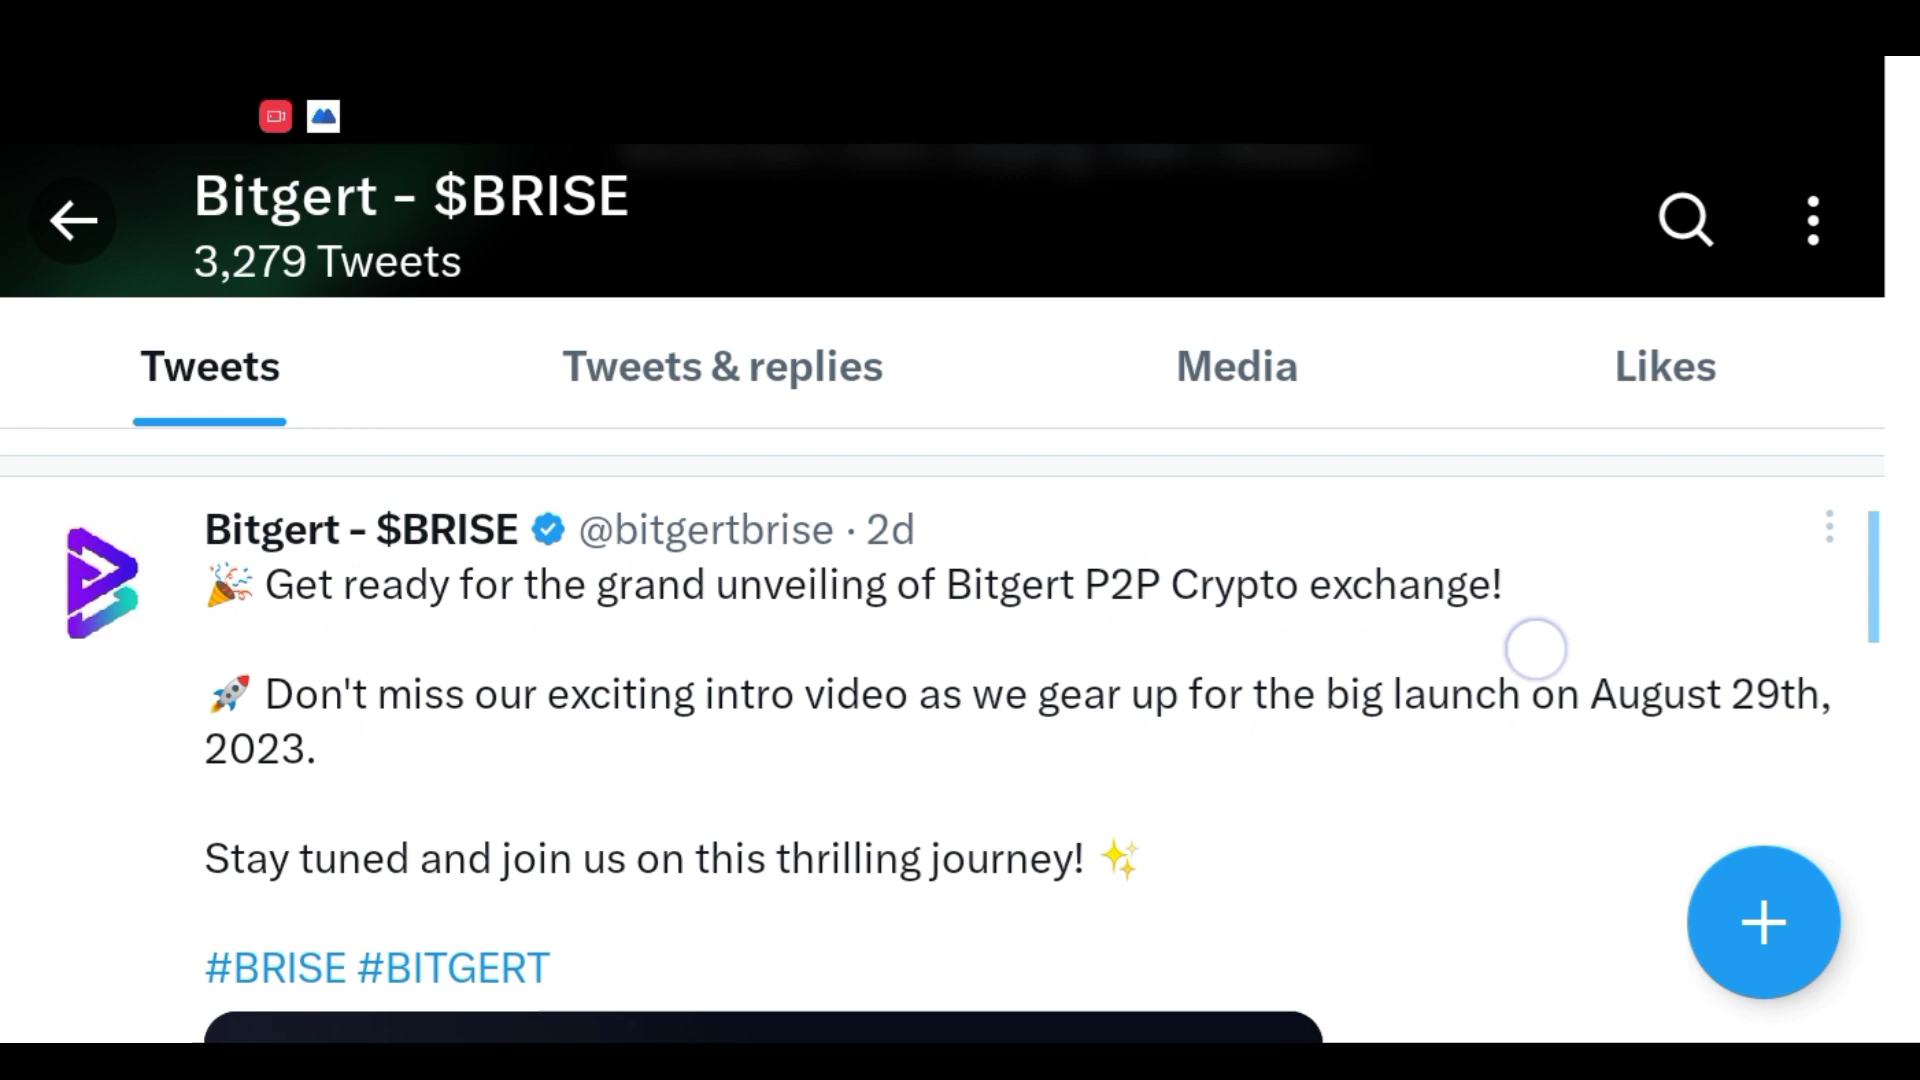 Bitgert - $BRISE
3,279 Tweets
Tweets
Tweets & replies
Media
Likes
Bitgert - $BRISE @bitgertbrise · 2d
🎉 Get ready for the grand unveiling of Bitgert P2P Crypto exchange!
🚀 Don't miss our exciting intro video as we gear up for the big launch on August 29th,
2023.
Stay tuned and join us on this thrilling journey! ✨
#BRISE #BITGERT